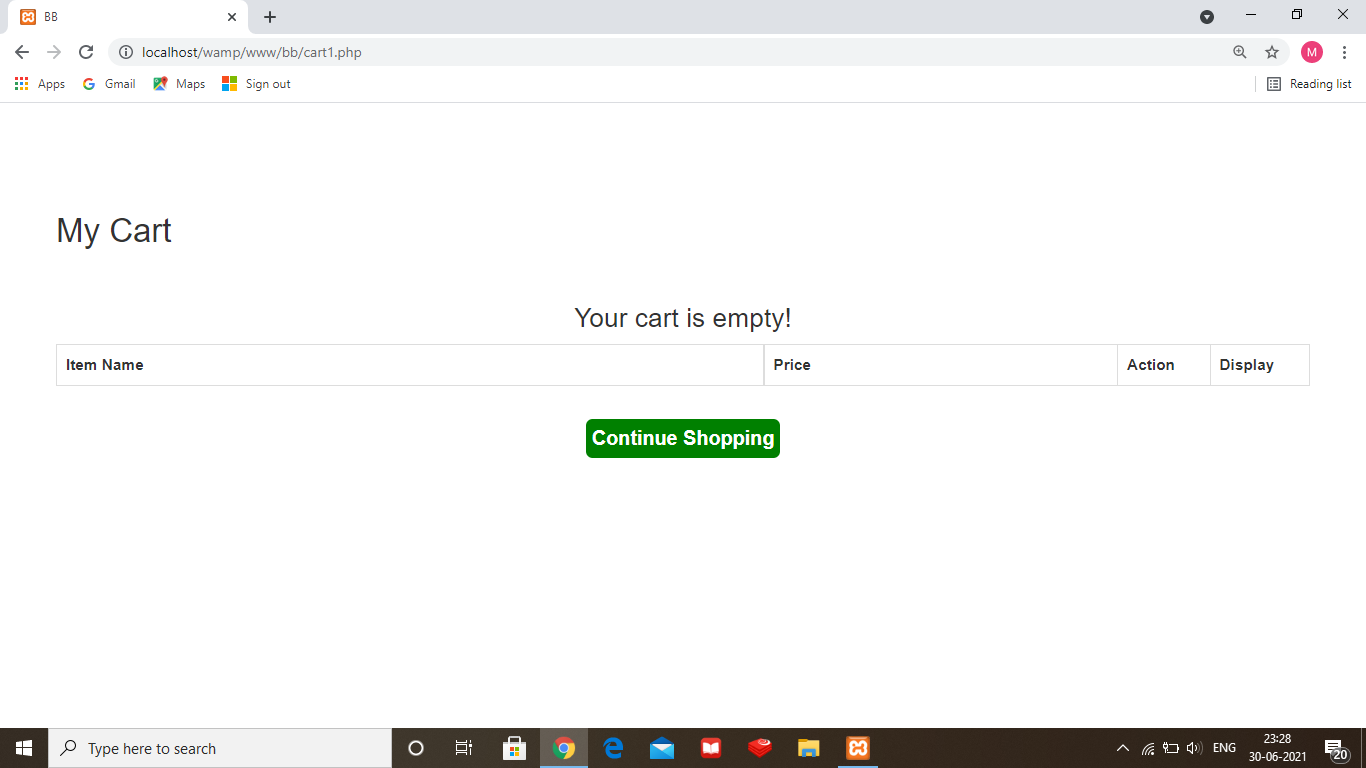 BB
localhost/wamp/www/bb/cart1.php
M
Apps Gmail Maps Sign out Reading list
My Cart
Your cart is empty!
Item Name Price Action Display
Continue Shopping
Type here to search
ENG
23:28
30-06-2021
20